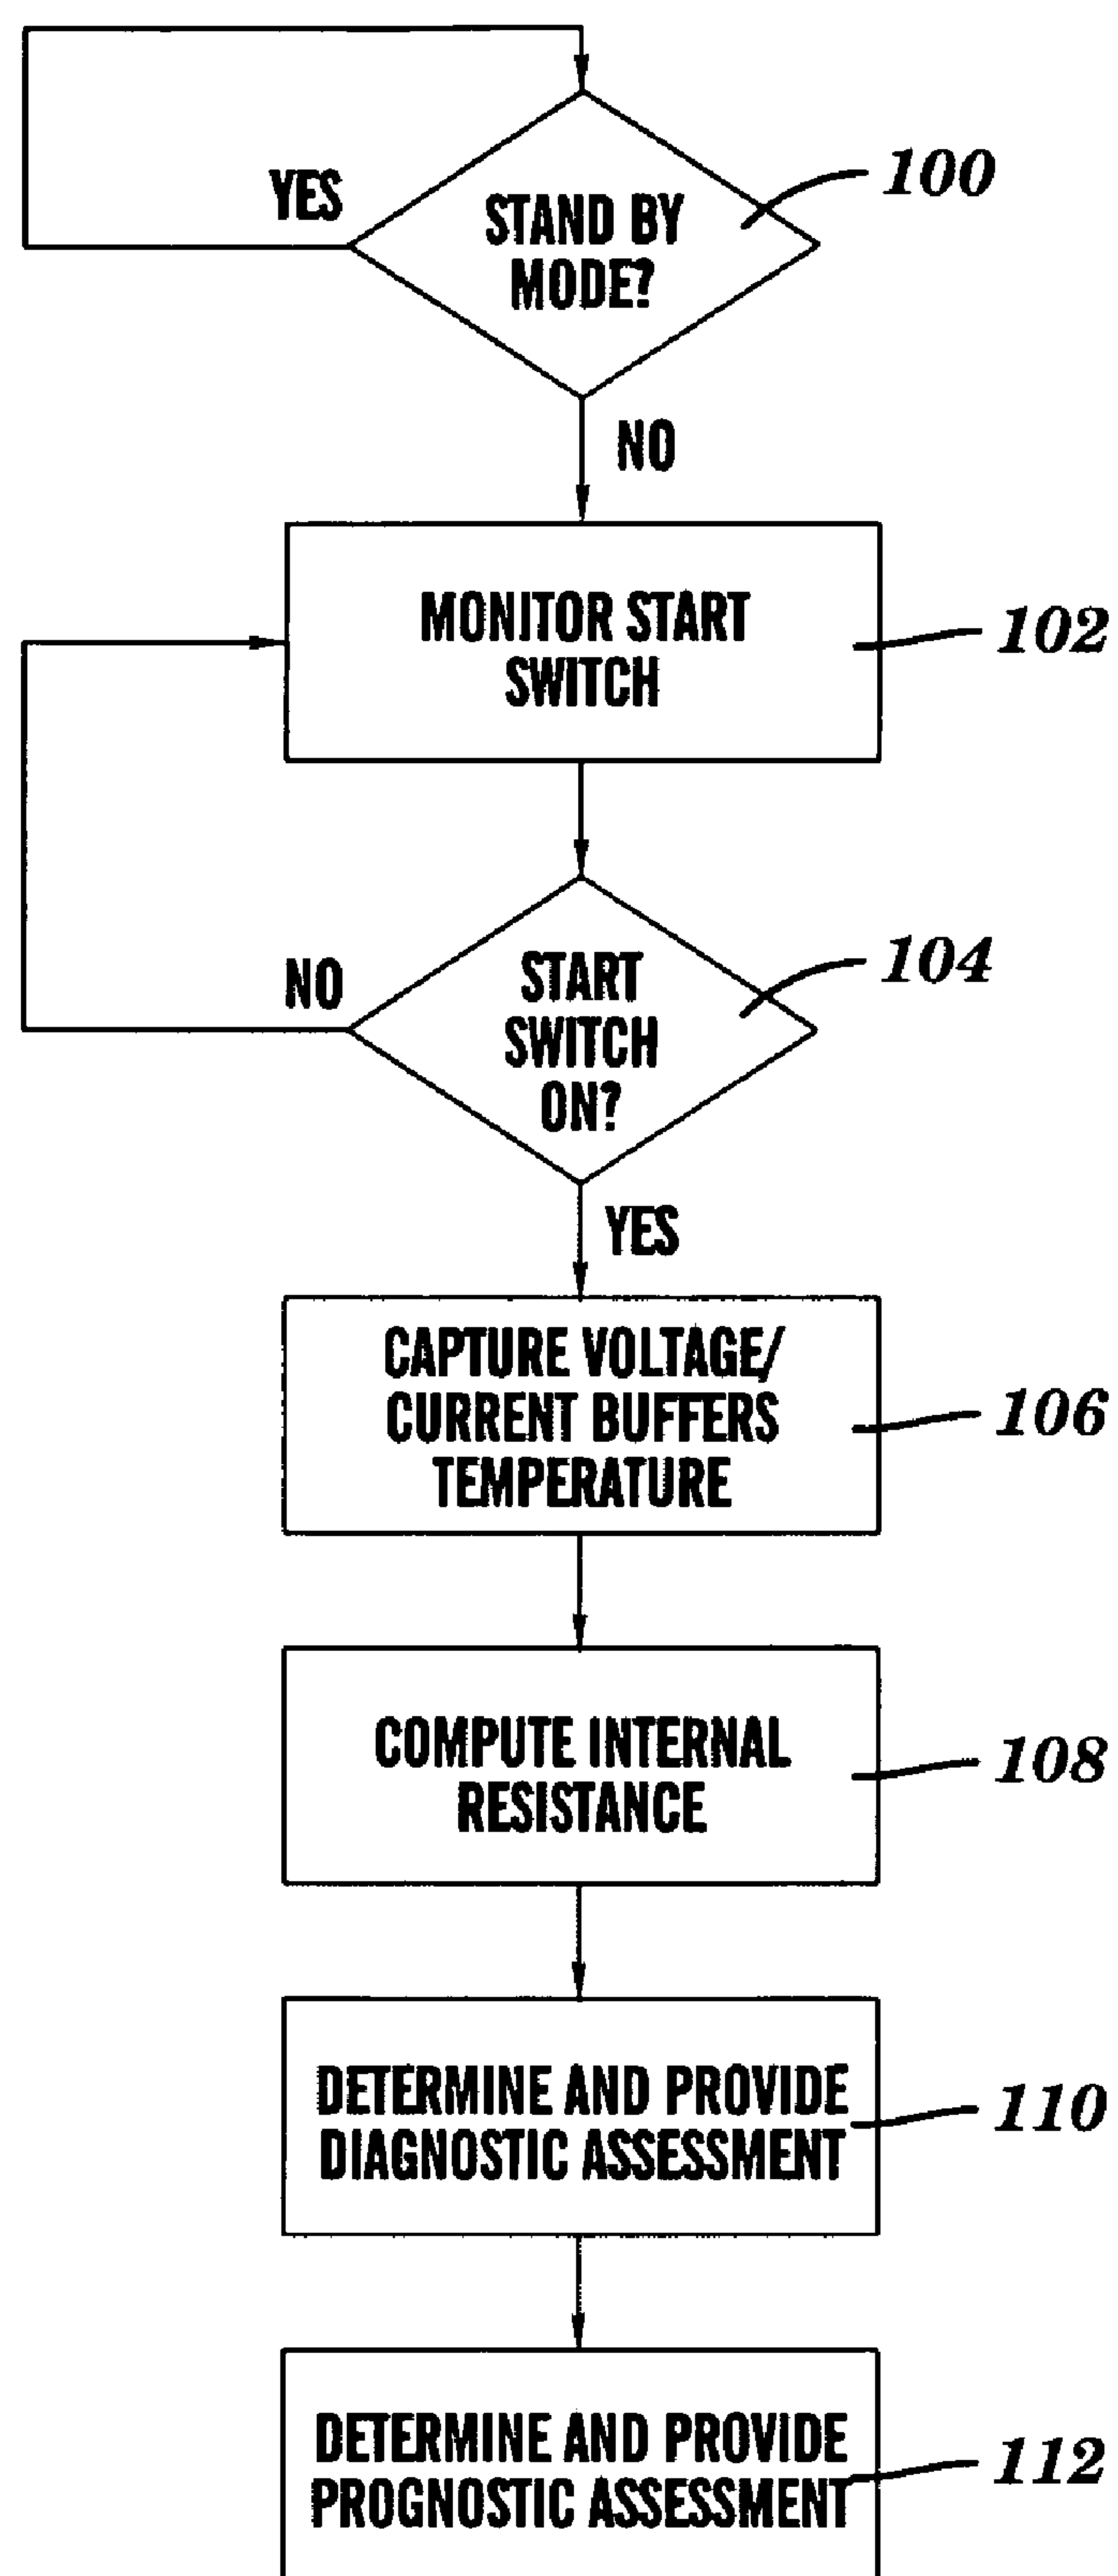 YES
STAND BY
MODE?
100
NO
MONITOR START
SWITCH
102
NO
START
SWITCH
ON?
104
YES
CAPTURE VOLTAGE/
CURRENT BUFFERS
TEMPERATURE
106
COMPUTE INTERNAL
RESISTANCE
108
DETERMINE AND PROVIDE
DIAGNOSTIC ASSESSMENT
110
DETERMINE AND PROVIDE
PROGNOSTIC ASSESSMENT
112